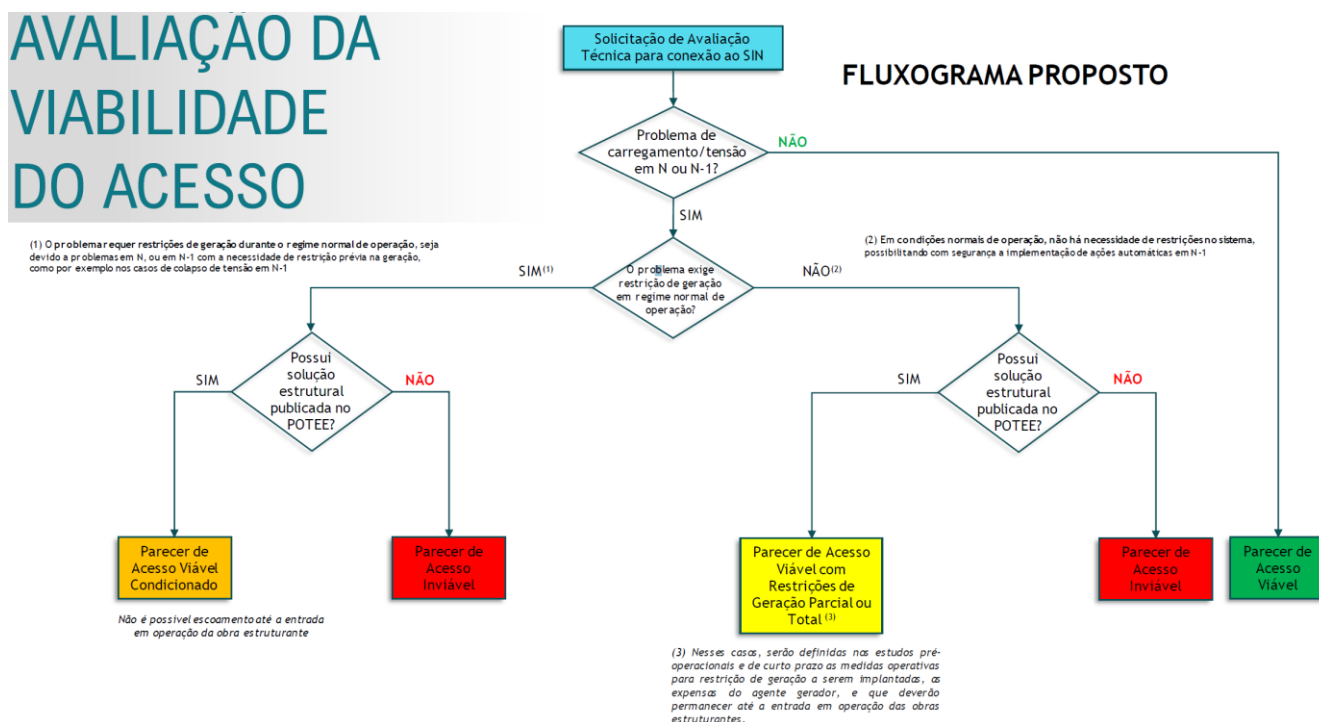 AVALIAÇÃO DA
VIABILIDADE
DO ACESSO
Solicitação de Avaliação
Técnica para conexão ao SIN
FLUXOGRAMA PROPOSTO
Problema de
carregamento/tensão
em N ou N-1?
NÃO
SIM
(1) O problema requer restrições de geração durante o regime normal de operação, seja
devido a problemas em N, ou em N-1 com a necessidade de restrição prévia na geração,
como por exemplo nos casos de colapso de tensão em N-1
(2) Em condições normais de operação, não há necessidade de restrições no sistema,
possibilitando com segurança a implementação de ações automáticas em N-1
SIM(1)
O problema exige
restrição de geração
em regime normal de
operação?
NÃO(2)
Possui
solução
estrutural
publicada no
POTEE?
SIM
NÃO
Possui
solução
estrutural
publicada no
POTEE?
SIM
NÃO
Parecer de
Acesso Viável
Condicionado
Parecer de
Acesso
Inviável
Parecer de Acesso
Viável com
Restrições de
Geração Parcial ou
Total (3)
Parecer de
Acesso
Inviável
Parecer de
Acesso
Viável
Não é possivel escoamento até a entrada
em operação da obra estruturante
(3) Nesses casos, serão definidas nos estudos pré-
operacionais e de curto prazo as medidas operativas
para restrição de geração a serem implantadas, as
expensas do agente gerador, e que deverão
permanecer até a entrada em operação das obras
estruturantes.